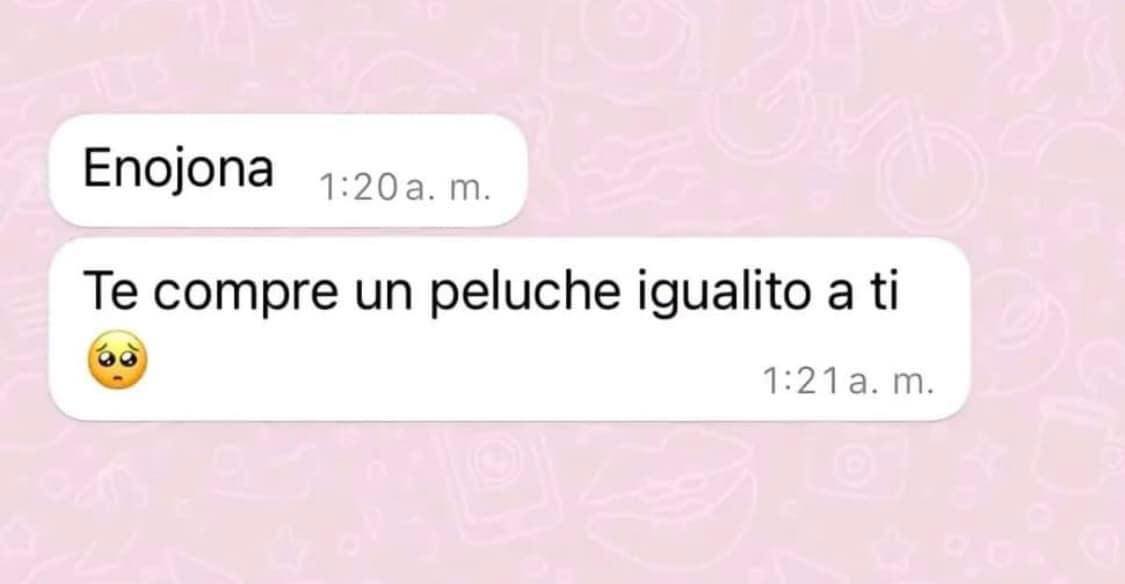 Enojona 1:20 a. m.
Te compre un peluche igualito a ti
🥺
1:21 a. m.